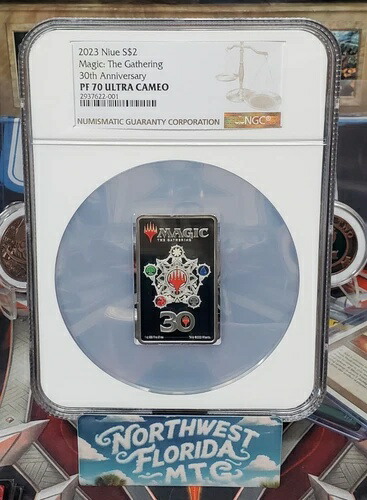 2023 Niue S$2
Magic: The Gathering
30th Anniversary
PF 70 ULTRA CAMEO
2937622-001
NUMISMATIC GUARANTY CORPORATION
NGC
MAGIC
THE GATHERING
30
NORTHWEST
FLORIDA
MTG